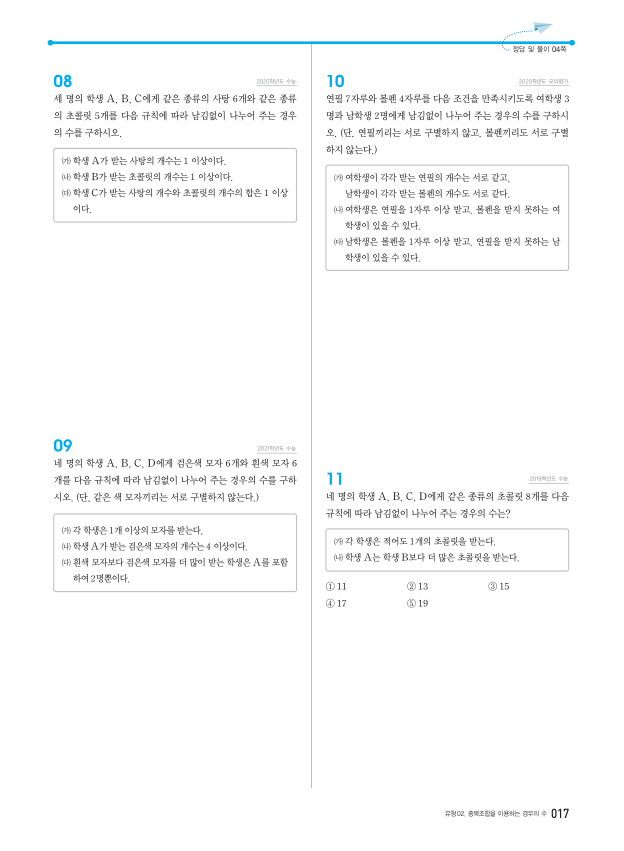 정답 및 풀이 04쪽
08
2020학년도 수능
세 명의 학생 A, B, C에게 같은 종류의 사탕 6개와 같은 종류
의 초콜릿 5개를 다음 규칙에 따라 남김없이 나누어 주는 경우
의 수를 구하시오.
㈎ 학생 A가 받는 사탕의 개수는 1 이상이다.
㈏ 학생 B가 받는 초콜릿의 개수는 1 이상이다.
㈐ 학생 C가 받는 사탕의 개수와 초콜릿의 개수의 합은 1 이상
이다.
09
2021학년도 수능
네 명의 학생 A, B, C, D에게 검은색 모자 6개와 흰색 모자 6
개를 다음 규칙에 따라 남김없이 나누어 주는 경우의 수를 구하
시오. (단, 같은 색 모자끼리는 서로 구별하지 않는다.)
㈎ 각 학생은 1개 이상의 모자를 받는다.
㈏ 학생 A가 받는 검은색 모자의 개수는 4 이상이다.
㈐ 흰색 모자보다 검은색 모자를 더 많이 받는 학생은 A를 포함
하여 2명뿐이다.
10
2020학년도 모의평가
연필 7자루와 볼펜 4자루를 다음 조건을 만족시키도록 여학생 3
명과 남학생 2명에게 남김없이 나누어 주는 경우의 수를 구하시
오. (단, 연필끼리는 서로 구별하지 않고, 볼펜끼리도 서로 구별
하지 않는다.)
㈎ 여학생이 각각 받는 연필의 개수는 서로 같고,
남학생이 각각 받는 볼펜의 개수도 서로 같다.
㈏ 여학생은 연필을 1자루 이상 받고, 볼펜을 받지 못하는 여
학생이 있을 수 있다.
㈐ 남학생은 볼펜을 1자루 이상 받고, 연필을 받지 못하는 남
학생이 있을 수 있다.
11
2019학년도 수능
네 명의 학생 A, B, C, D에게 같은 종류의 초콜릿 8개를 다음
규칙에 따라 남김없이 나누어 주는 경우의 수는?
㈎ 각 학생은 적어도 1개의 초콜릿을 받는다.
㈏ 학생 A는 학생 B보다 더 많은 초콜릿을 받는다.
① 11 ② 13 ③ 15
④ 17 ⑤ 19
유형 02. 중복조합을 이용하는 경우의 수 017